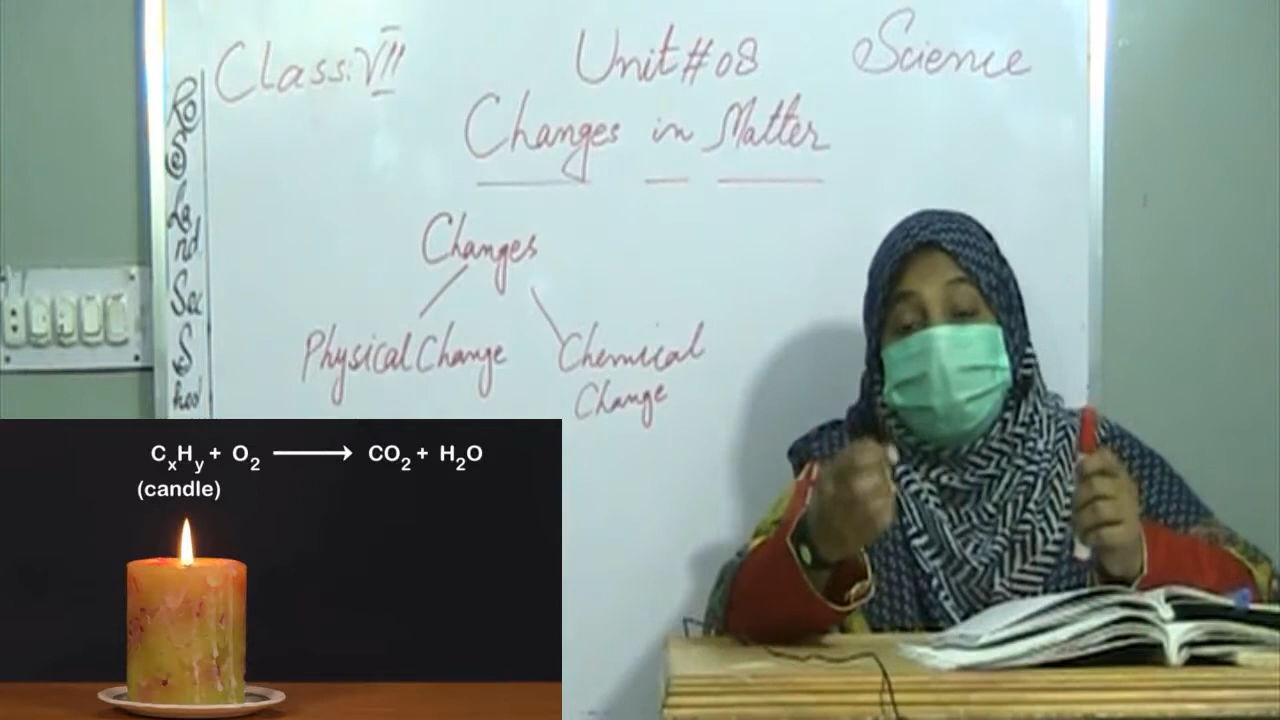 Class: VII
Unit # 08
Science
Changes in Matter
Changes
Physical Change
Chemical
Change
CxHy + O2 ⟶ CO2 + H2O
(candle)